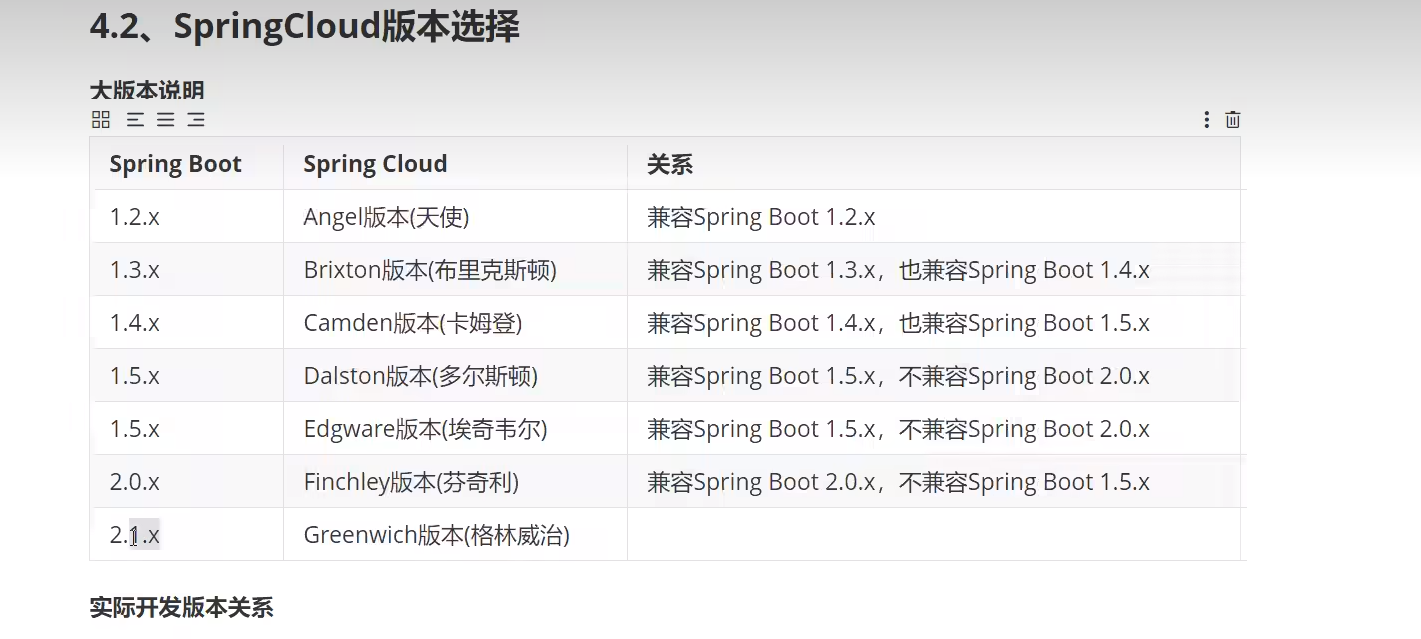 4.2、SpringCloud版本选择
大版本说明
Spring Boot Spring Cloud 关系
1.2.x Angel版本(天使) 兼容Spring Boot 1.2.x
1.3.x Brixton版本(布里克斯顿) 兼容Spring Boot 1.3.x，也兼容Spring Boot 1.4.x
1.4.x Camden版本(卡姆登) 兼容Spring Boot 1.4.x，也兼容Spring Boot 1.5.x
1.5.x Dalston版本(多尔斯顿) 兼容Spring Boot 1.5.x，不兼容Spring Boot 2.0.x
1.5.x Edgware版本(埃奇韦尔) 兼容Spring Boot 1.5.x，不兼容Spring Boot 2.0.x
2.0.x Finchley版本(芬奇利) 兼容Spring Boot 2.0.x，不兼容Spring Boot 1.5.x
2.1.x Greenwich版本(格林威治)
实际开发版本关系